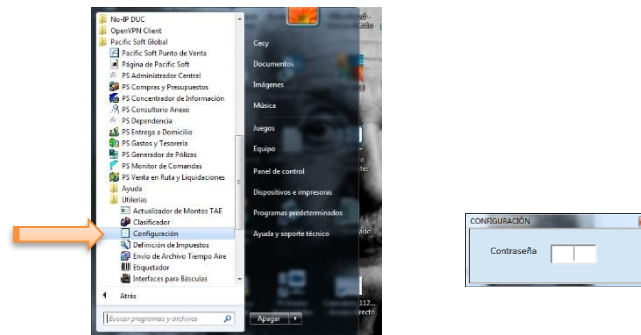 No-IP DUC
OpenVPN Client
Pacific Soft Global
Pacific Soft Punto de Venta
Página de Pacific Soft
PS Administrador Central
PS Compras y Presupuestos
PS Concentrador de Información
PS Consultorio Anexo
PS Dependencia
PS Entrega a Domicilio
PS Gastos y Tesorería
PS Generador de Pólizas
PS Monitor de Comandas
PS Venta en Ruta y Liquidaciones
Ayuda
Utilerias
Actualizador de Montos TAE
Clasificador
Configuración
Definición de Impuestos
Envío de Archivo Tiempo Aire
Etiquetador
Interfaces para Básculas
Atrás
Buscar programas y archivos
Cecy
Documentos
Imágenes
Música
Juegos
Equipo
Panel de control
Dispositivos e impresoras
Programas predeterminados
Ayuda y soporte técnico
Apagar
CONFIGURACIÓN
Contraseña